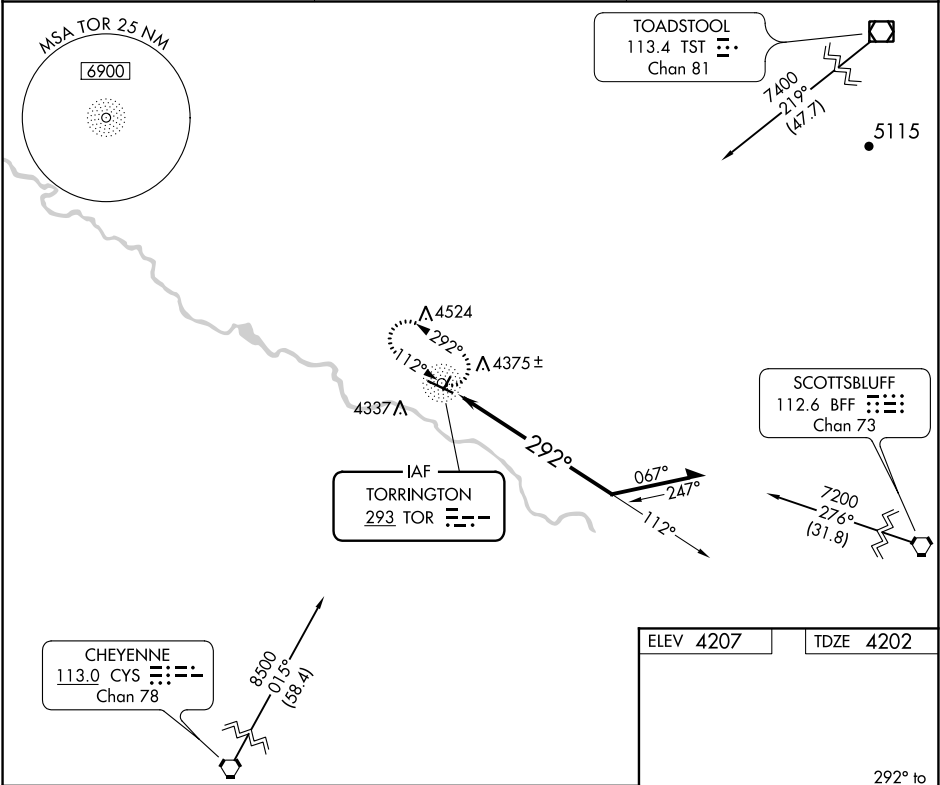 MSA TOR 25 NM
6900
TOADSTOOL
113.4 TST
Chan 81
7400
219°
(47.7)
5115
4524
292°
112°
4375 ±
4337
292°
IAF
TORRINGTON
293 TOR
067°
247°
112°
SCOTTSBLUFF
112.6 BFF
Chan 73
7200
276°
(31.8)
CHEYENNE
113.0 CYS
Chan 78
8500
015°
(58.4)
ELEV 4207
TDZE 4202
292° to